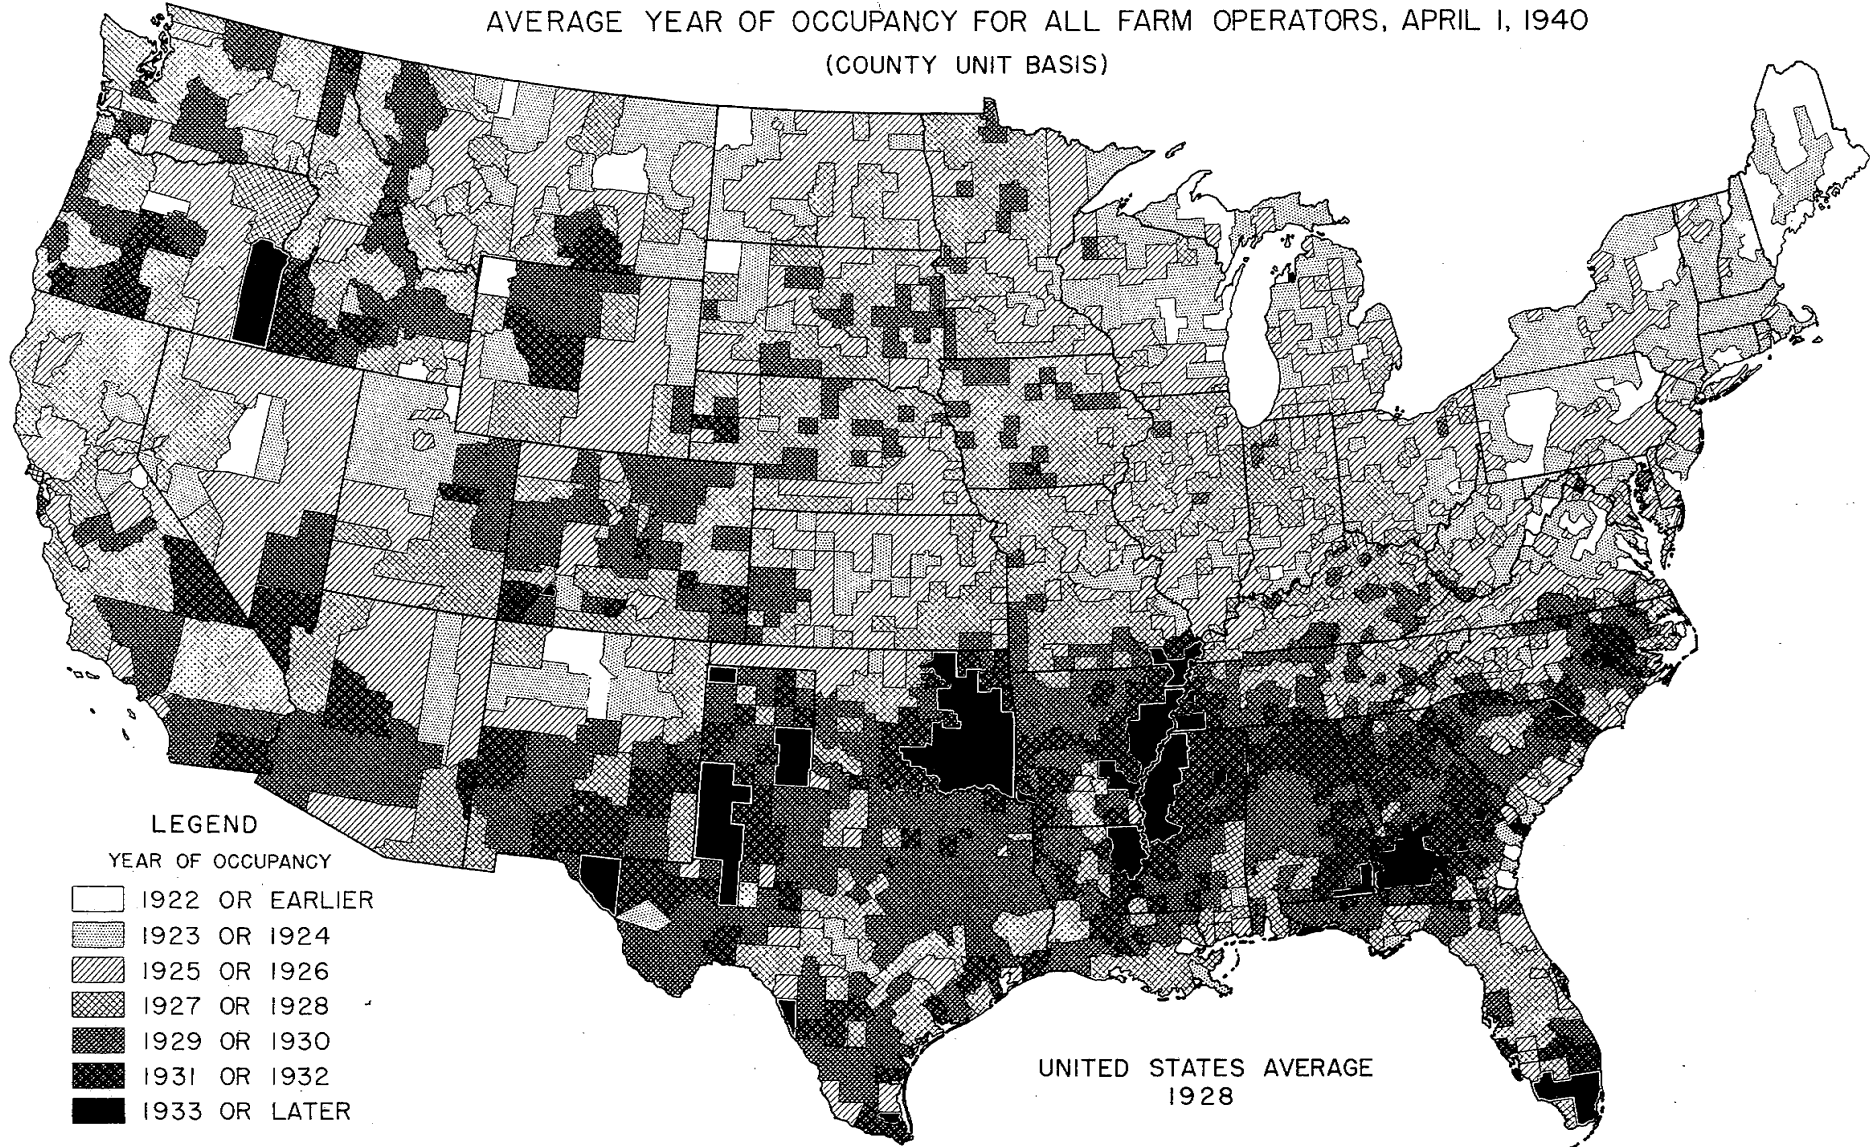 AVERAGE YEAR OF OCCUPANCY FOR ALL FARM OPERATORS, APRIL 1, 1940
(COUNTY UNIT BASIS)
LEGEND
YEAR OF OCCUPANCY
1922 OR EARLIER
1923 OR 1924
1925 OR 1926
1927 OR 1928
1929 OR 1930
1931 OR 1932
1933 OR LATER
UNITED STATES AVERAGE
1928